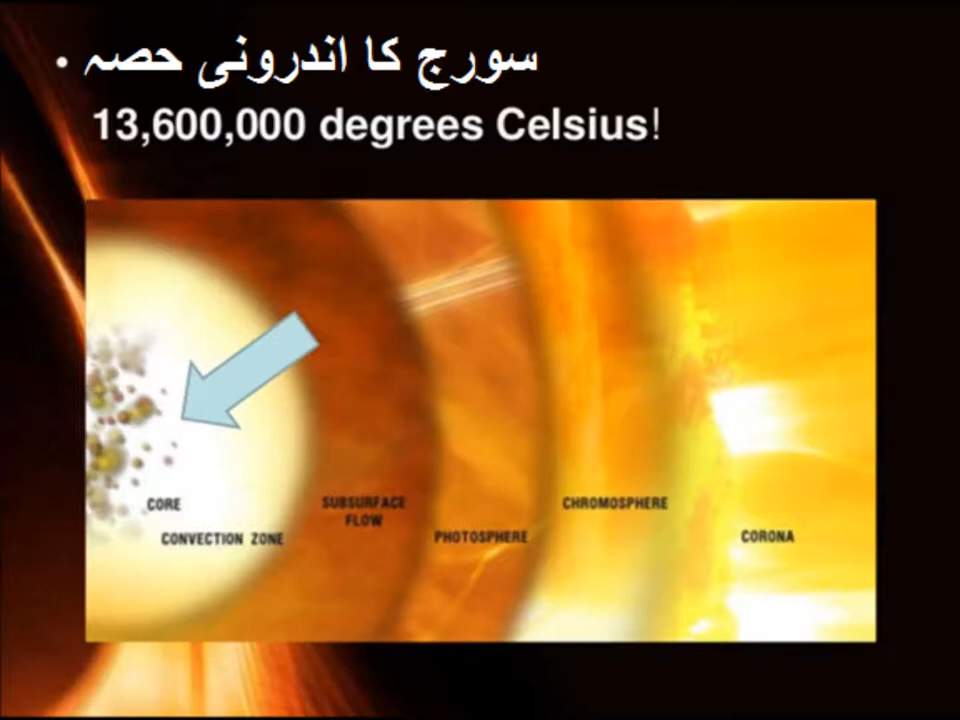 • سورج کا اندرونی حصہ
13,600,000 degrees Celsius!
CORE
CONVECTION ZONE
SUBSURFACE
FLOW
PHOTOSPHERE
CHROMOSPHERE
CORONA